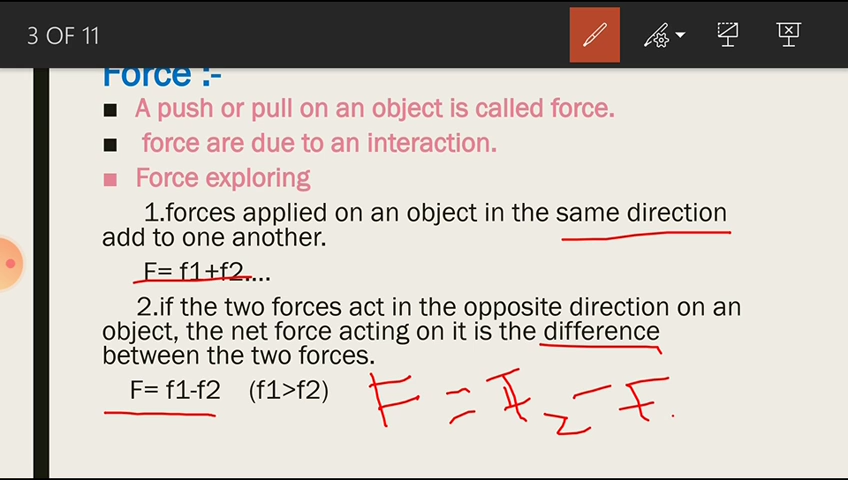 3 OF 11
Force :-
■ A push or pull on an object is called force.
■ force are due to an interaction.
■ Force exploring
1.forces applied on an object in the same direction
add to one another.
F= f1+f2....
2.if the two forces act in the opposite direction on an
object, the net force acting on it is the difference
between the two forces.
F= f1-f2 (f1>f2) F = F2 - F